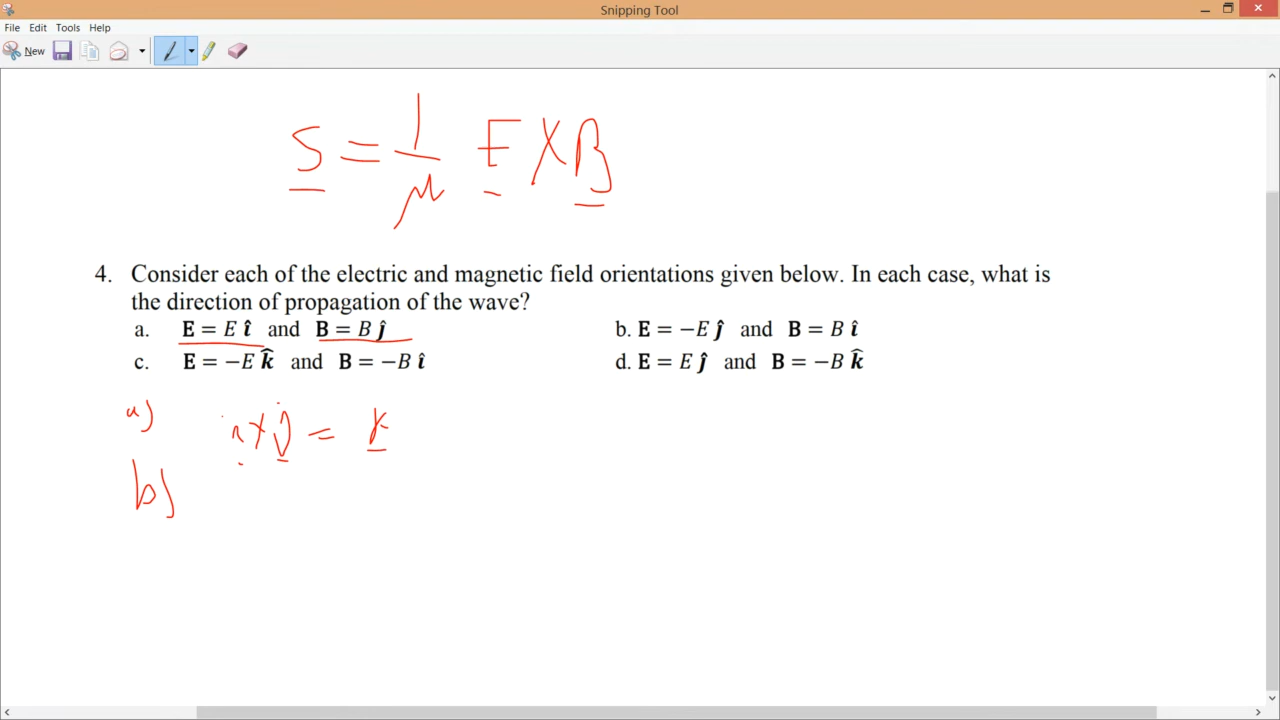 Snipping Tool
File Edit Tools Help
New
S = 1/μ E X B
4. Consider each of the electric and magnetic field orientations given below. In each case, what is
the direction of propagation of the wave?
a. E = E î and B = B ĵ b. E = −E ĵ and B = B î
c. E = −E k̂ and B = −B î d. E = E ĵ and B = −B k̂
a) i x j = k
b)